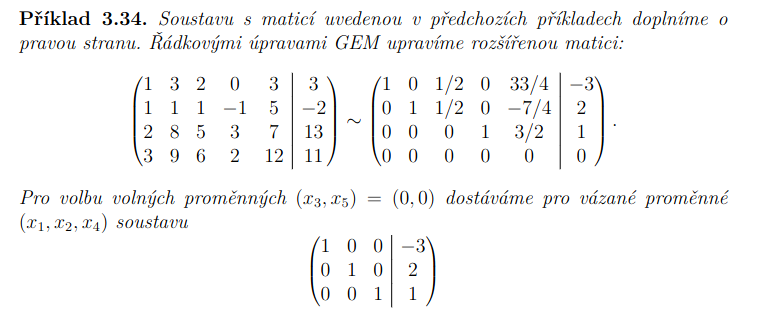 Příklad 3.34. Soustavu s maticí uvedenou v předchozích příkladech doplníme o
pravou stranu. Řádkovými úpravami GEM upravíme rozšířenou matici:
(1 3 2 0 3 | 3) (1 0 1/2 0 33/4 | −3)
(1 1 1 −1 5 | −2) (0 1 1/2 0 −7/4 | 2)
(2 8 5 3 7 | 13) ∼ (0 0 0 1 3/2 | 1) .
(3 9 6 2 12 | 11) (0 0 0 0 0 | 0)
Pro volbu volných proměnných (x₃, x₅) = (0, 0) dostáváme pro vázané proměnné
(x₁, x₂, x₄) soustavu
(1 0 0 | −3)
(0 1 0 | 2)
(0 0 1 | 1)